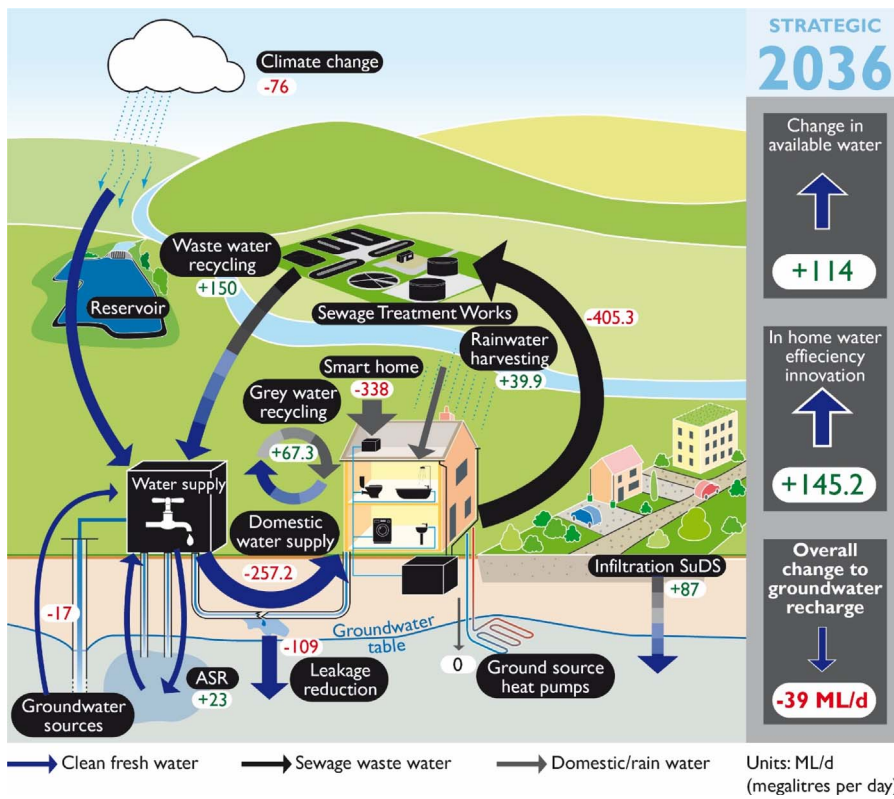 STRATEGIC
2036
Climate change
-76
Change in
available water
+114
Waste water
recycling
+150
Reservoir
Sewage Treatment Works
-405.3
Rainwater
harvesting
+39.9
Smart home
-338
Grey water
recycling
+67.3
In home water
effieciency
innovation
+145.2
Water supply
Domestic
water supply
-257.2
Infiltration SuDS
+87
Overall
change to
groundwater
recharge
-39 ML/d
-17
Groundwater
table
-109
Leakage
reduction
0
Ground source
heat pumps
ASR
+23
Groundwater
sources
Clean fresh water
Sewage waste water
Domestic/rain water
Units: ML/d
(megalitres per day)